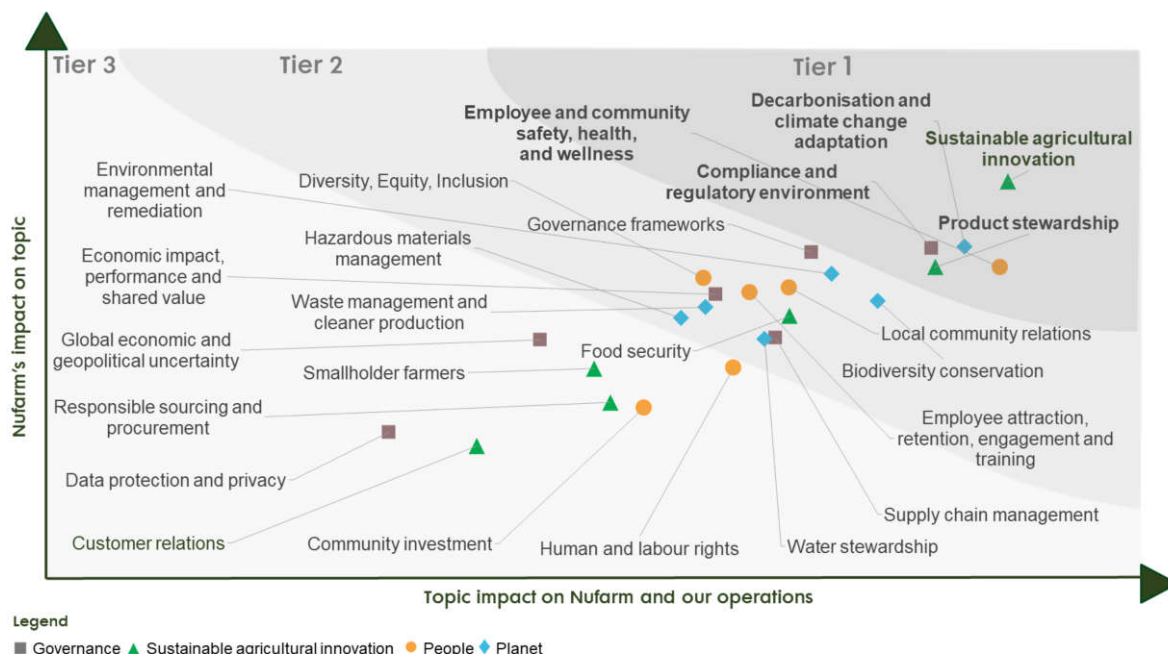 Tier 3
Tier 2
Tier 1
Employee and community
safety, health,
and wellness
Decarbonisation and
climate change
adaptation
Sustainable agricultural
innovation
Environmental
management and
remediation
Diversity, Equity, Inclusion
Compliance and
regulatory environment
Governance frameworks
Product stewardship
Hazardous materials
management
Economic impact,
performance and
shared value
Waste management and
cleaner production
Global economic and
geopolitical uncertainty
Food security
Local community relations
Smallholder farmers
Biodiversity conservation
Responsible sourcing and
procurement
Employee attraction,
retention, engagement and
training
Data protection and privacy
Supply chain management
Customer relations
Community investment
Human and labour rights
Water stewardship
Nufarm's impact on topic
Topic impact on Nufarm and our operations
Legend
Governance Sustainable agricultural innovation People Planet